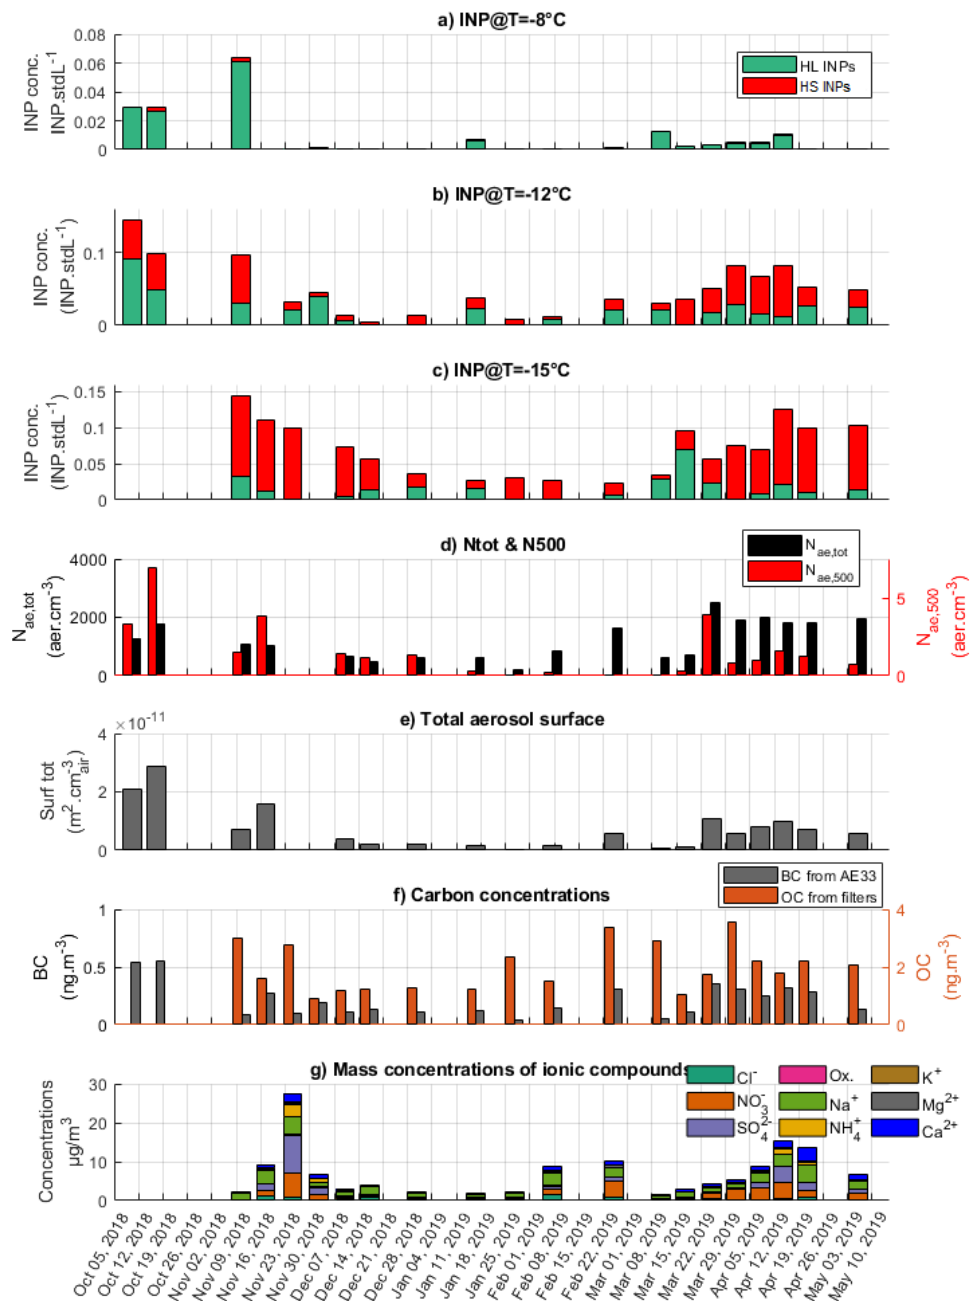 a) INP@T=-8°C
0.08
0.06
0.04
0.02
0
INP conc.
INP.stdL⁻¹
HL INPs
HS INPs
b) INP@T=-12°C
0.1
0
INP conc.
(INP.stdL⁻¹)
c) INP@T=-15°C
0.15
0.1
0.05
0
INP conc.
(INP.stdL⁻¹)
d) Ntot & N500
4000
2000
0
N_ae,tot
(aer.cm⁻³)
N_ae,tot
N_ae,500
5
0
N_ae,500
(aer.cm⁻³)
e) Total aerosol surface
×10⁻¹¹
4
2
0
Surf tot
(m².cm⁻³_air)
f) Carbon concentrations
BC from AE33
OC from filters
1
0.5
0
BC
(ng.m⁻³)
4
2
0
OC
(ng.m⁻³)
g) Mass concentrations of ionic compounds
30
20
10
0
Concentrations
µg/m³
Cl⁻
NO₃⁻
SO₄²⁻
Ox.
Na⁺
NH₄⁺
K⁺
Mg²⁺
Ca²⁺
Oct 05, 2018
Oct 12, 2018
Oct 19, 2018
Oct 26, 2018
Nov 02, 2018
Nov 09, 2018
Nov 16, 2018
Nov 23, 2018
Nov 30, 2018
Dec 07, 2018
Dec 14, 2018
Dec 21, 2018
Dec 28, 2018
Jan 04, 2019
Jan 11, 2019
Jan 18, 2019
Jan 25, 2019
Feb 01, 2019
Feb 08, 2019
Feb 15, 2019
Feb 22, 2019
Mar 01, 2019
Mar 08, 2019
Mar 15, 2019
Mar 22, 2019
Mar 29, 2019
Apr 05, 2019
Apr 12, 2019
Apr 19, 2019
Apr 26, 2019
May 03, 2019
May 10, 2019